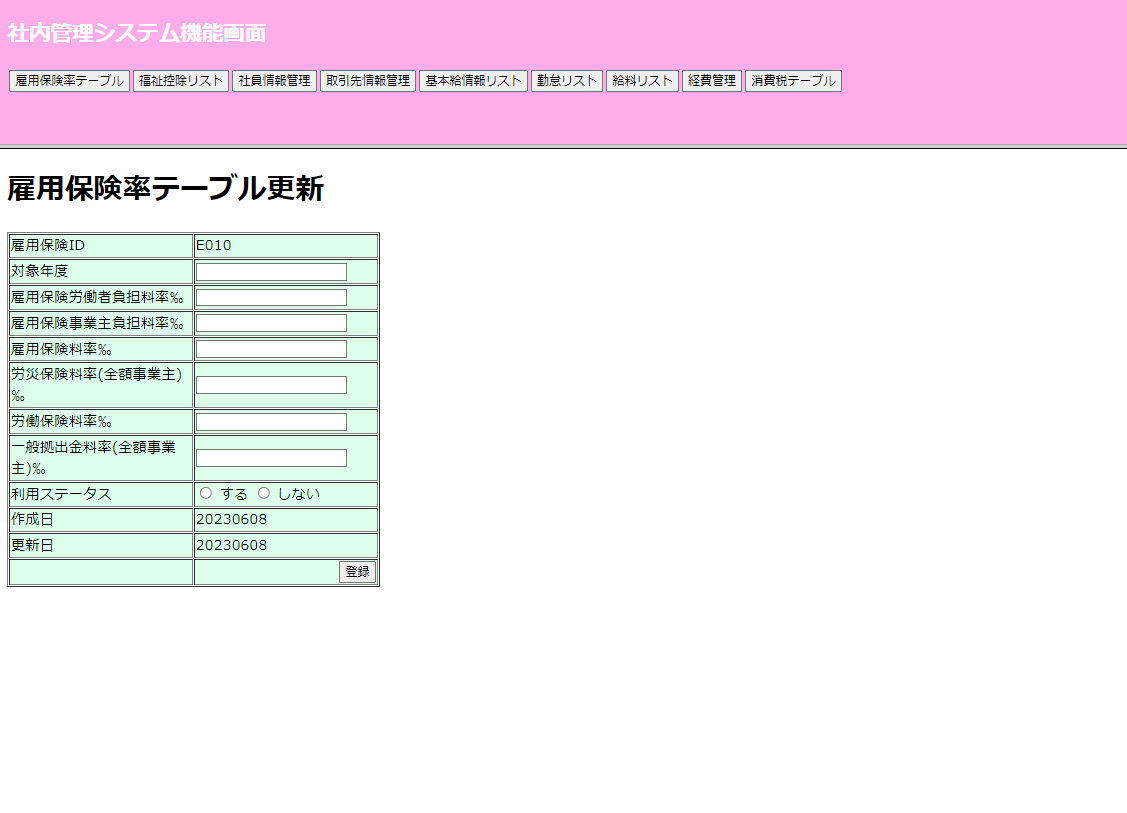 社内管理システム機能画面
雇用保険率テーブル 福祉控除リスト 社員情報管理 取引先情報管理 基本給情報リスト 勤怠リスト 給料リスト 経費管理 消費税テーブル
雇用保険率テーブル更新
雇用保険ID E010
対象年度
雇用保険労働者負担料率‰
雇用保険事業主負担料率‰
雇用保険料率‰
労災保険料率(全額事業主)
‰
労働保険料率‰
一般拠出金料率(全額事業
主)‰
利用ステータス する しない
作成日 20230608
更新日 20230608
登録